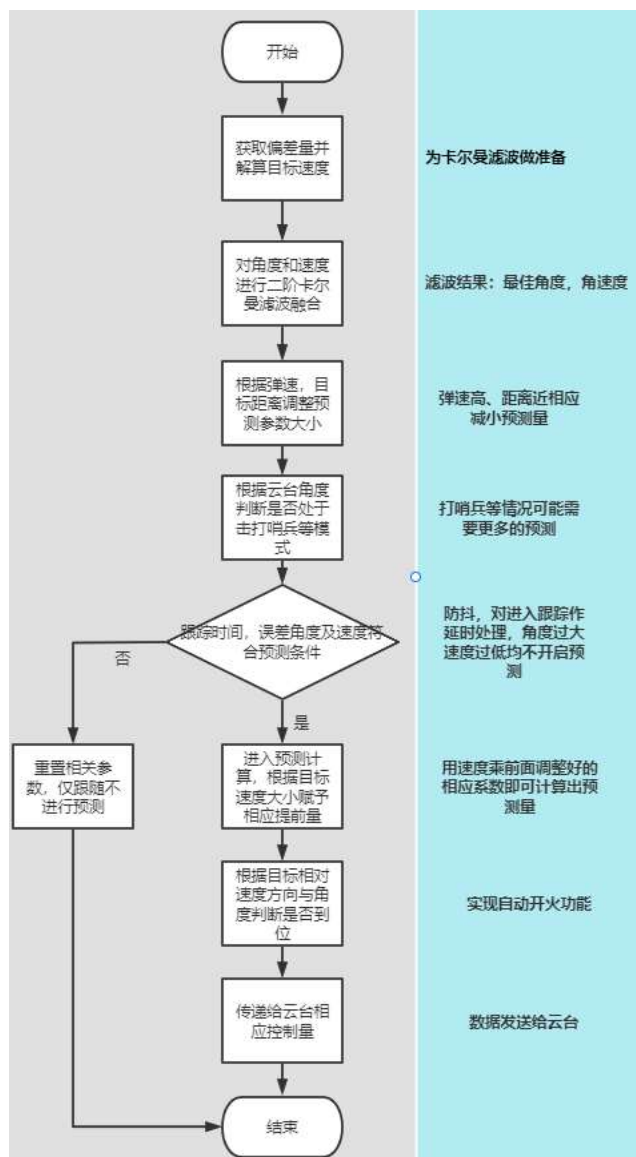 开始
获取偏差量并
解算目标速度
为卡尔曼滤波做准备
对角度和速度
进行二阶卡尔
曼滤波融合
滤波结果：最佳角度，角速度
根据弹速，目
标距离调整预
测参数大小
弹速高、距离近相应
减小预测量
根据云台角度
判断是否处于
击打哨兵等模
式
打哨兵等情况可能需
要更多的预测
跟踪时间，误差角度及速度符
合预测条件
防抖，对进入跟踪作
延时处理，角度过大
速度过低均不开启预
测
否
是
重置相关参
数，仅跟随不
进行预测
进入预测计
算，根据目标
速度大小赋予
相应提前量
用速度乘前面调整好的
相应系数即可计算出预
测量
根据目标相对
速度方向与角
度判断是否到
位
实现自动开火功能
传递给云台相
应控制量
数据发送给云台
结束